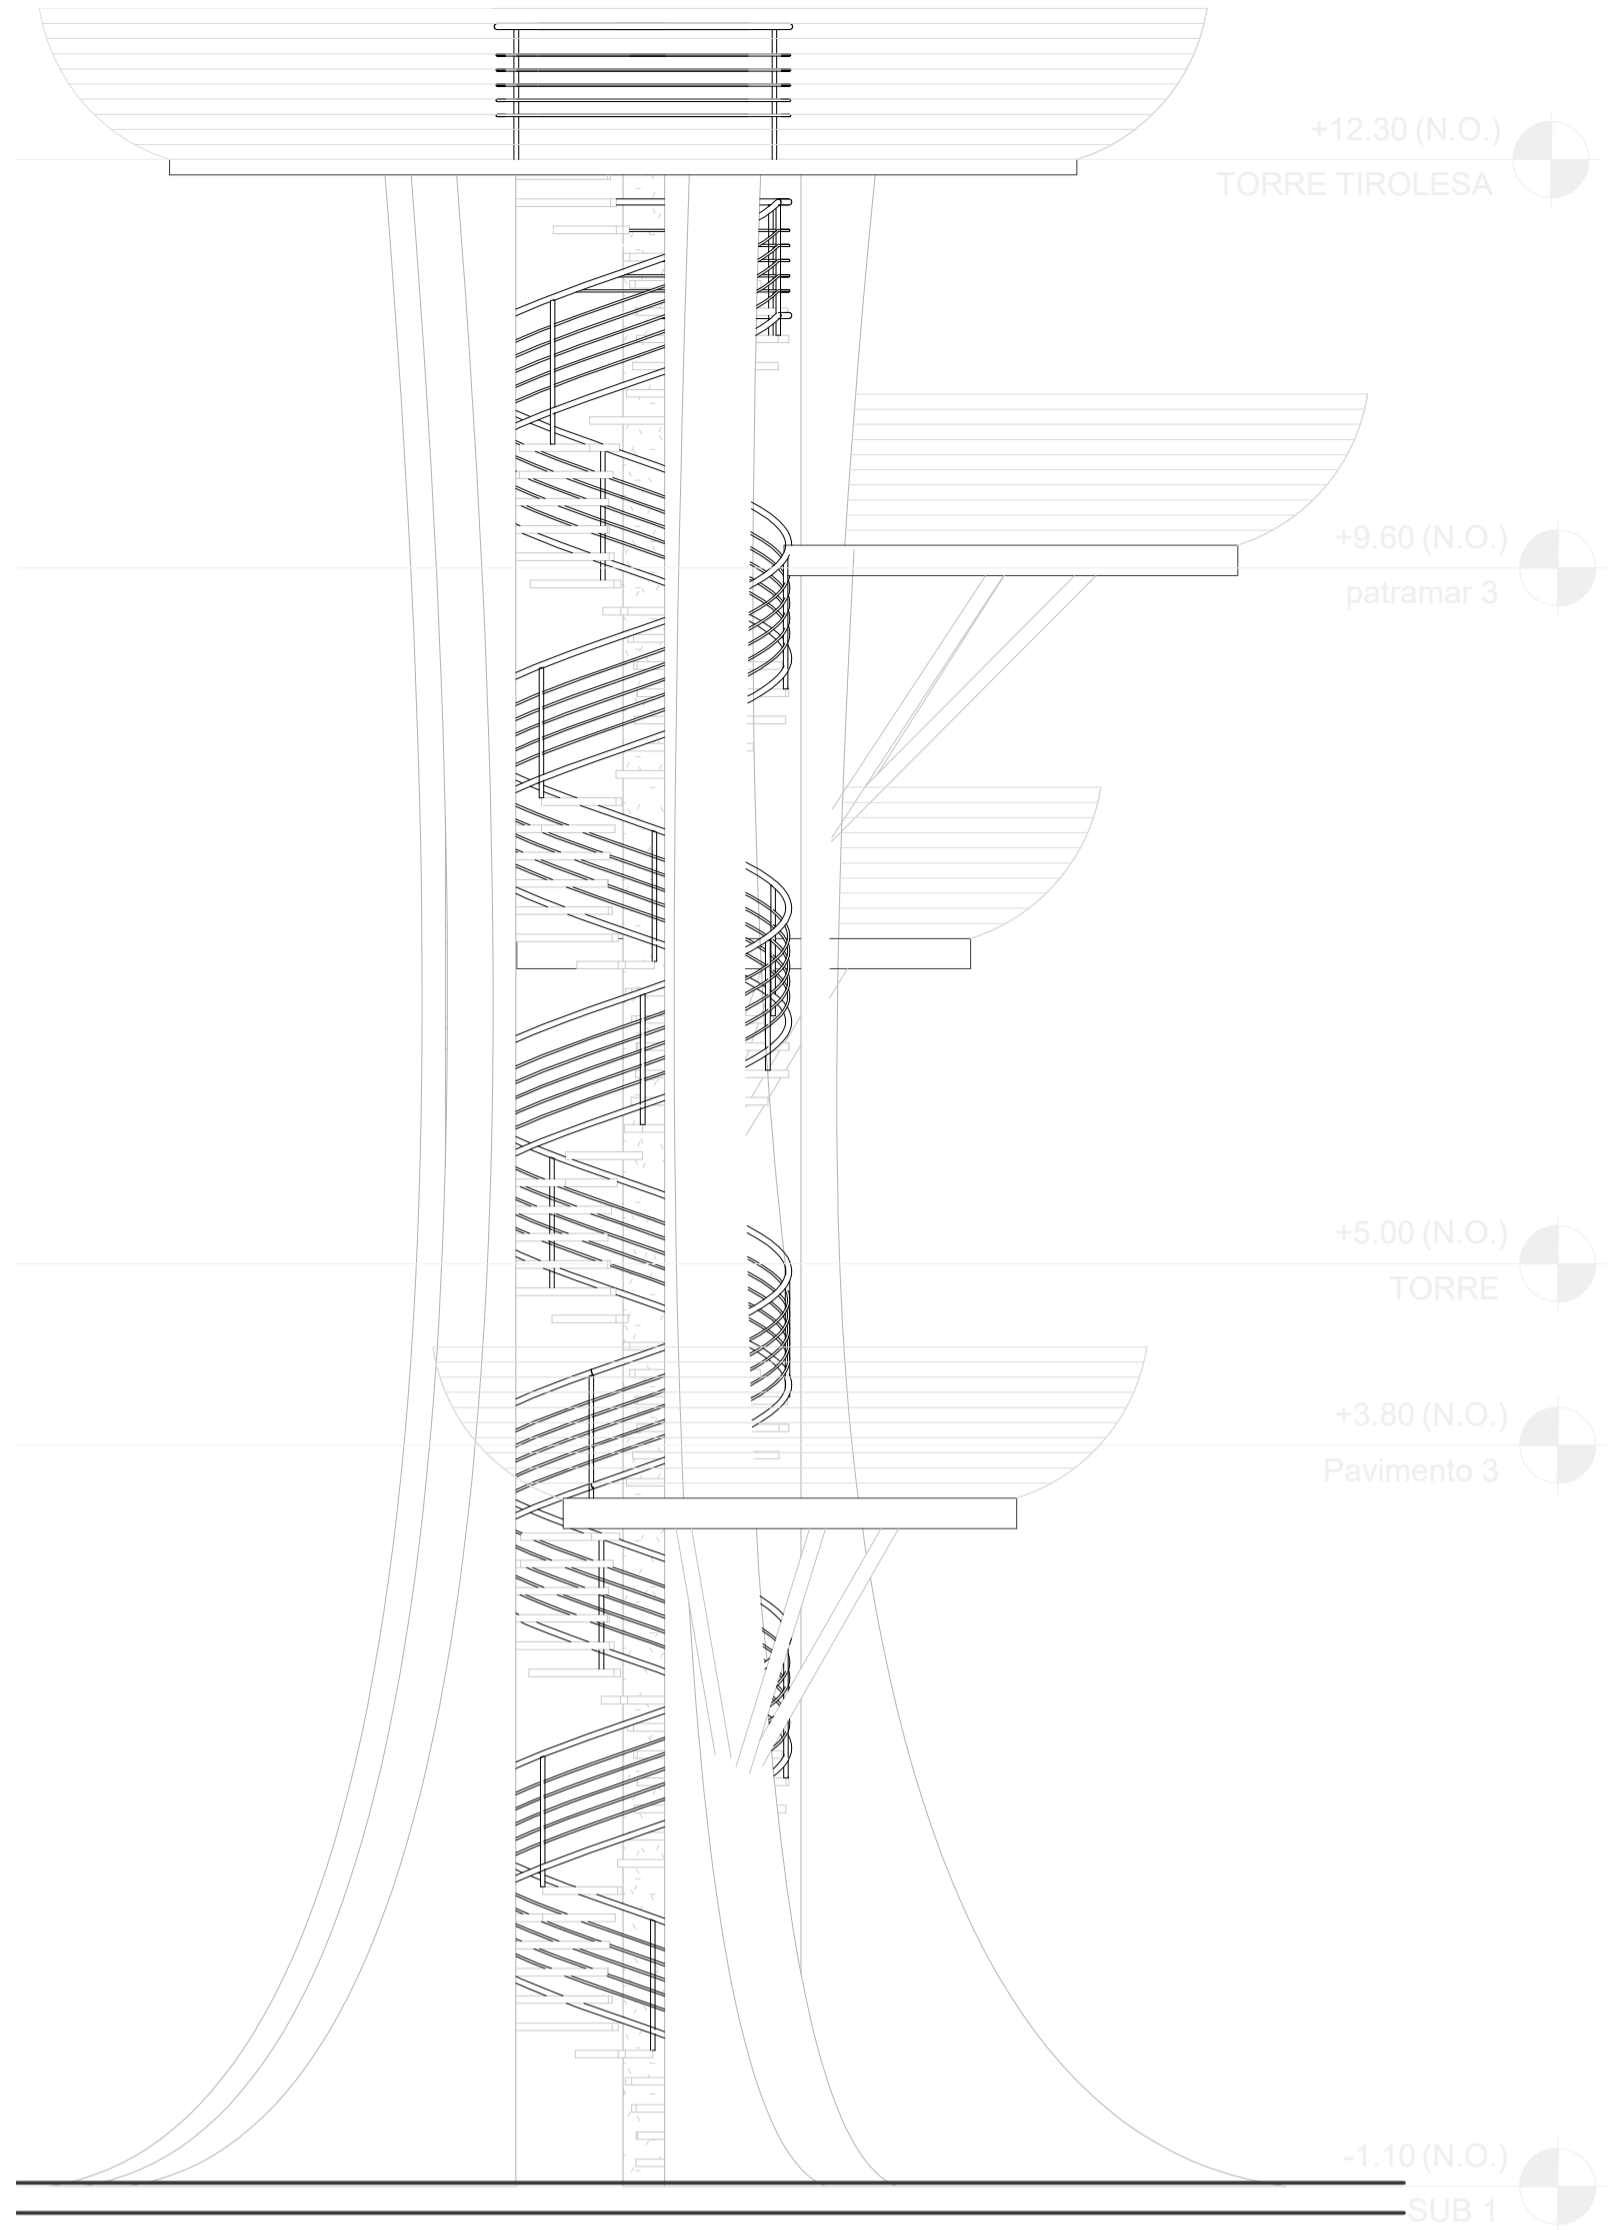 +12.30 (N.O.)
TORRE TIROLESA
+9.60 (N.O.)
patramar 3
+5.00 (N.O.)
TORRE
+3.80 (N.O.)
Pavimento 3
-1.10 (N.O.)
SUB 1